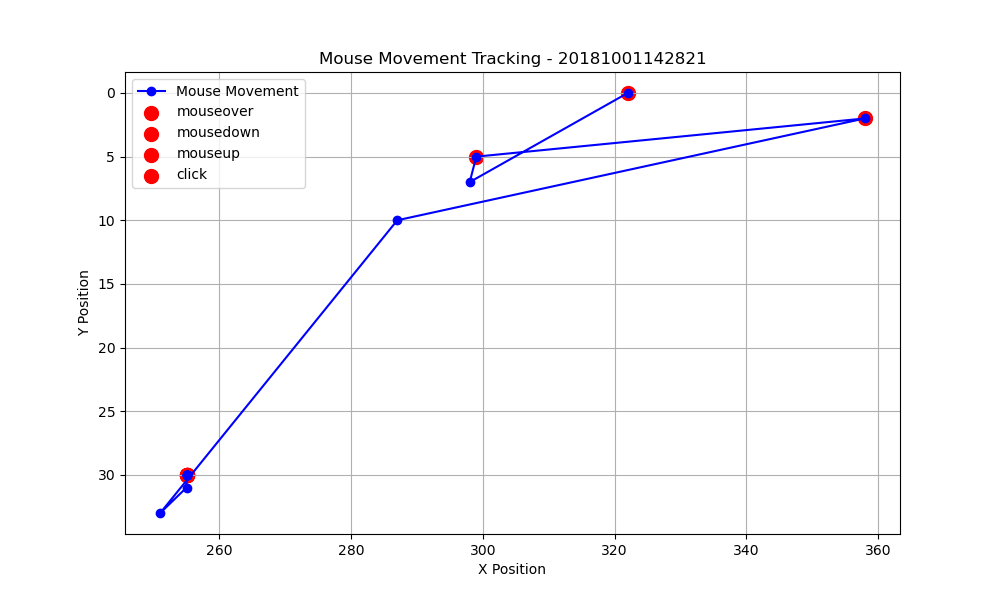 Mouse Movement Tracking - 20181001142821
Mouse Movement
mouseover
mousedown
mouseup
click
0
5
10
15
20
25
30
Y Position
260
280
300
320
340
360
X Position